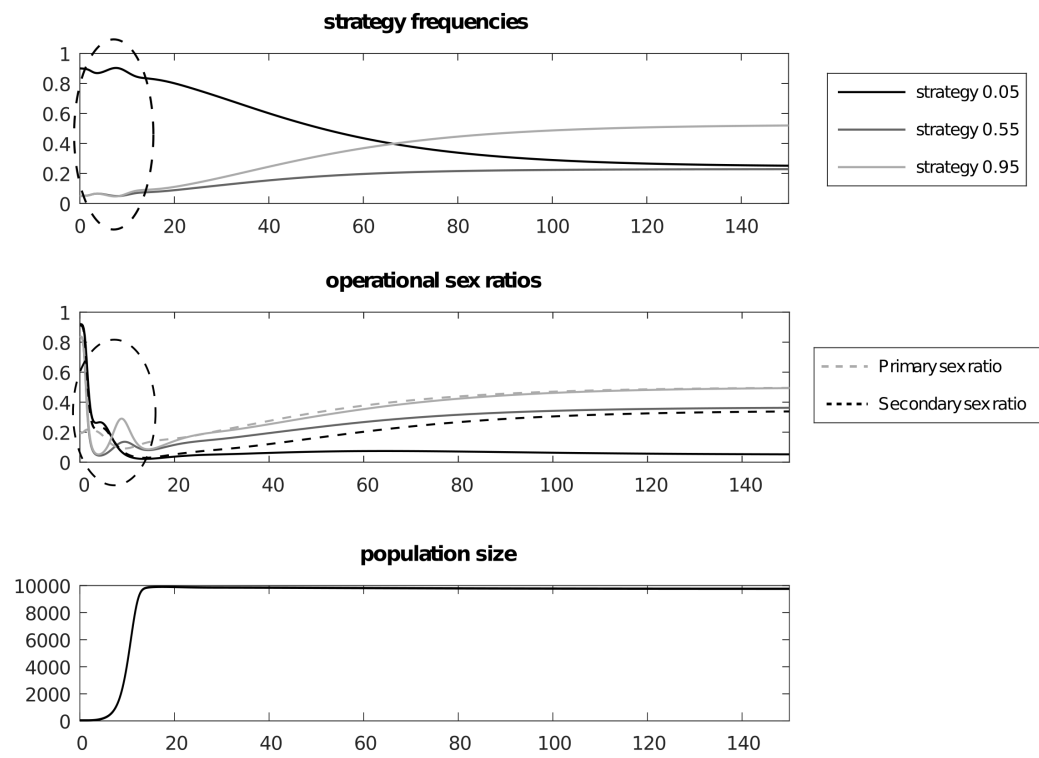 strategy frequencies
1
0.8
0.6
0.4
0.2
0
0 20 40 60 80 100 120 140
strategy 0.05
strategy 0.55
strategy 0.95
operational sex ratios
1
0.8
0.6
0.4
0.2
0
0 20 40 60 80 100 120 140
Primary sex ratio
Secondary sex ratio
population size
10000
8000
6000
4000
2000
0
0 20 40 60 80 100 120 140